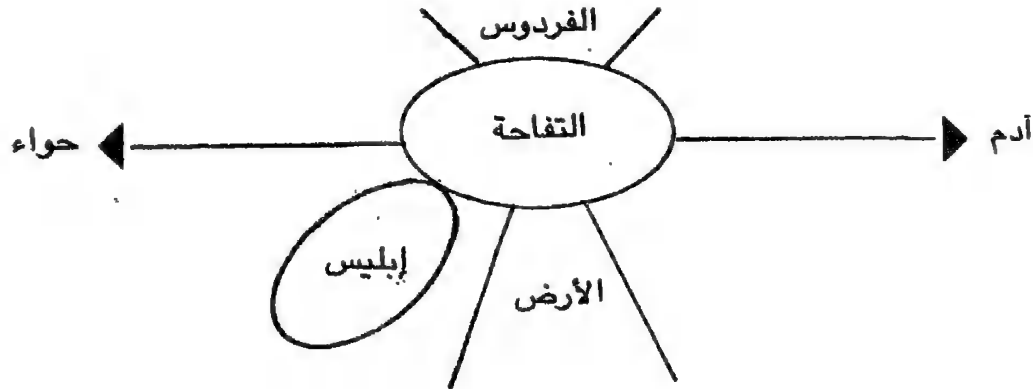 الفردوس
التفاحة
آدم
حواء
إبليس
الأرض